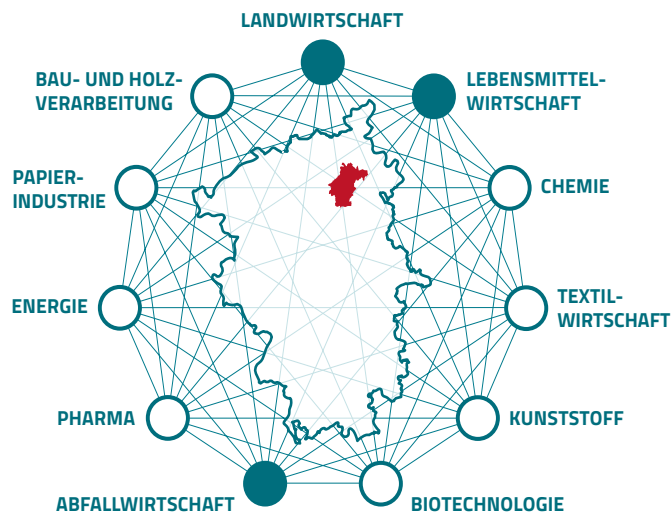 LANDWIRTSCHAFT
BAU- UND HOLZ-
VERARBEITUNG
LEBENSMITTEL-
WIRTSCHAFT
PAPIER-
INDUSTRIE
CHEMIE
ENERGIE
TEXTIL-
WIRTSCHAFT
PHARMA
KUNSTSTOFF
ABFALLWIRTSCHAFT
BIOTECHNOLOGIE